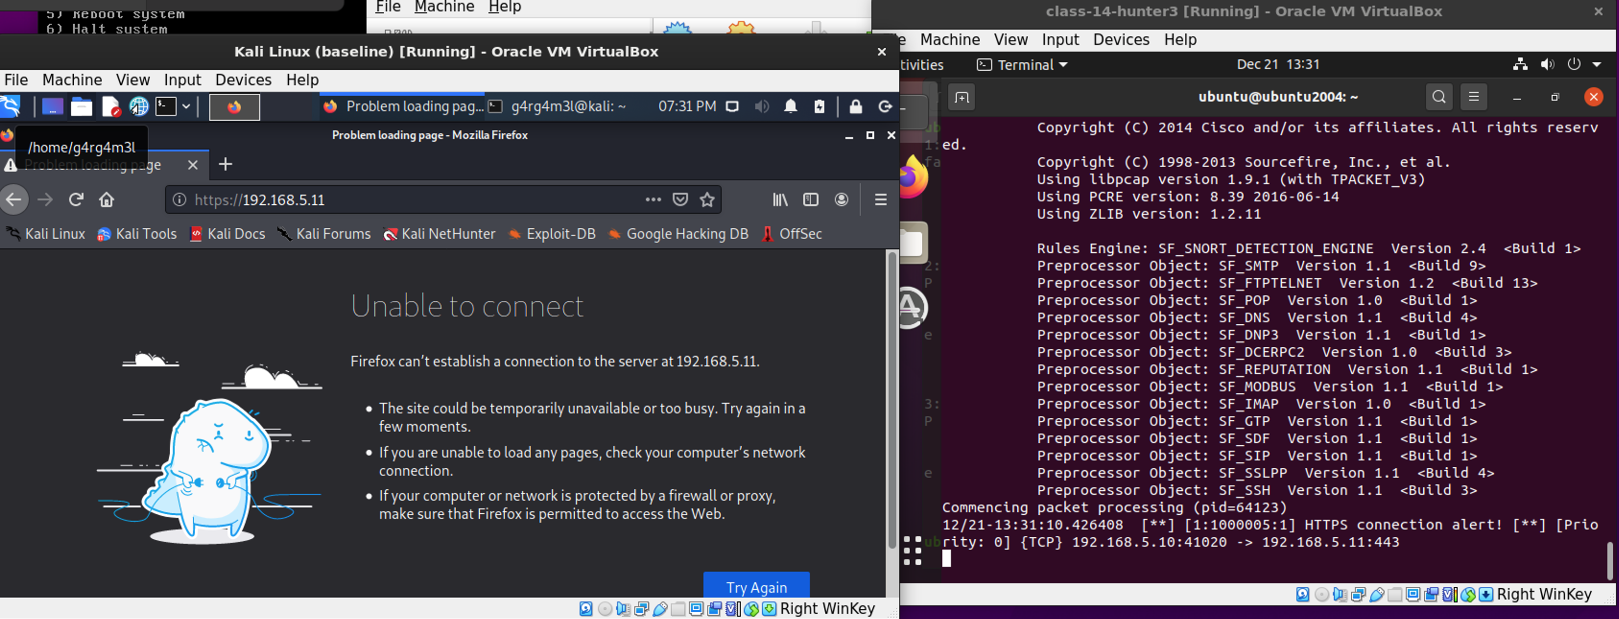 5) Reboot system
6) Halt system
File Machine Help
class-14-hunter3 [Running] - Oracle VM VirtualBox
Kali Linux (baseline) [Running] - Oracle VM VirtualBox
File Machine View Input Devices Help
Problem loading pag... g4rg4m3l@kali: ~ 07:31 PM
Problem loading page - Mozilla Firefox
/home/g4rg4m3l
Problem loading page
https://192.168.5.11
Kali Linux Kali Tools Kali Docs Kali Forums Kali NetHunter Exploit-DB Google Hacking DB OffSec
Unable to connect
Firefox can’t establish a connection to the server at 192.168.5.11.
• The site could be temporarily unavailable or too busy. Try again in a
few moments.
• If you are unable to load any pages, check your computer’s network
connection.
• If your computer or network is protected by a firewall or proxy,
make sure that Firefox is permitted to access the Web.
Try Again
Right WinKey
Machine View Input Devices Help
Terminal Dec 21 13:31
ubuntu@ubuntu2004: ~
Copyright (C) 2014 Cisco and/or its affiliates. All rights reserv
ed.
Copyright (C) 1998-2013 Sourcefire, Inc., et al.
Using libpcap version 1.9.1 (with TPACKET_V3)
Using PCRE version: 8.39 2016-06-14
Using ZLIB version: 1.2.11
Rules Engine: SF_SNORT_DETECTION_ENGINE Version 2.4 <Build 1>
Preprocessor Object: SF_SMTP Version 1.1 <Build 9>
Preprocessor Object: SF_FTPTELNET Version 1.2 <Build 13>
Preprocessor Object: SF_POP Version 1.0 <Build 1>
Preprocessor Object: SF_DNS Version 1.1 <Build 4>
Preprocessor Object: SF_DNP3 Version 1.1 <Build 1>
Preprocessor Object: SF_DCERPC2 Version 1.0 <Build 3>
Preprocessor Object: SF_REPUTATION Version 1.1 <Build 1>
Preprocessor Object: SF_MODBUS Version 1.1 <Build 1>
Preprocessor Object: SF_IMAP Version 1.0 <Build 1>
Preprocessor Object: SF_GTP Version 1.1 <Build 1>
Preprocessor Object: SF_SDF Version 1.1 <Build 1>
Preprocessor Object: SF_SIP Version 1.1 <Build 1>
Preprocessor Object: SF_SSLPP Version 1.1 <Build 4>
Preprocessor Object: SF_SSH Version 1.1 <Build 3>
Commencing packet processing (pid=64123)
12/21-13:31:10.426408 [**] [1:1000005:1] HTTPS connection alert! [**] [Prio
rity: 0] {TCP} 192.168.5.10:41020 -> 192.168.5.11:443
Right WinKey